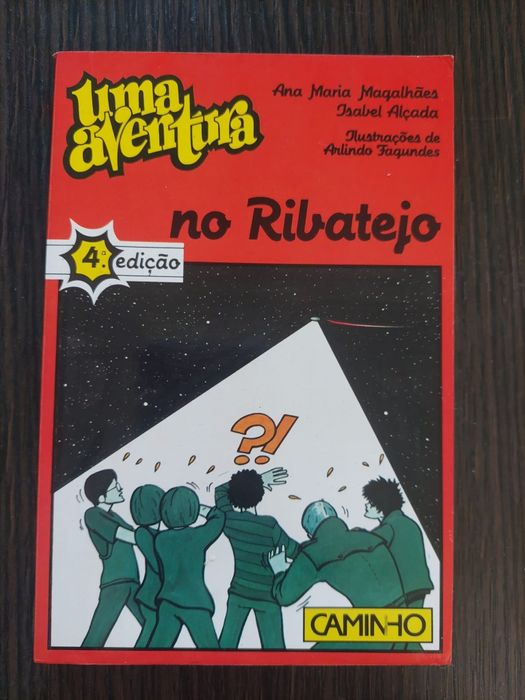 uma
aventura
Ana Maria Magalhães
Isabel Alçada
Ilustrações de
Arlindo Fagundes
no Ribatejo
4.ª edição
?!
CAMINHO